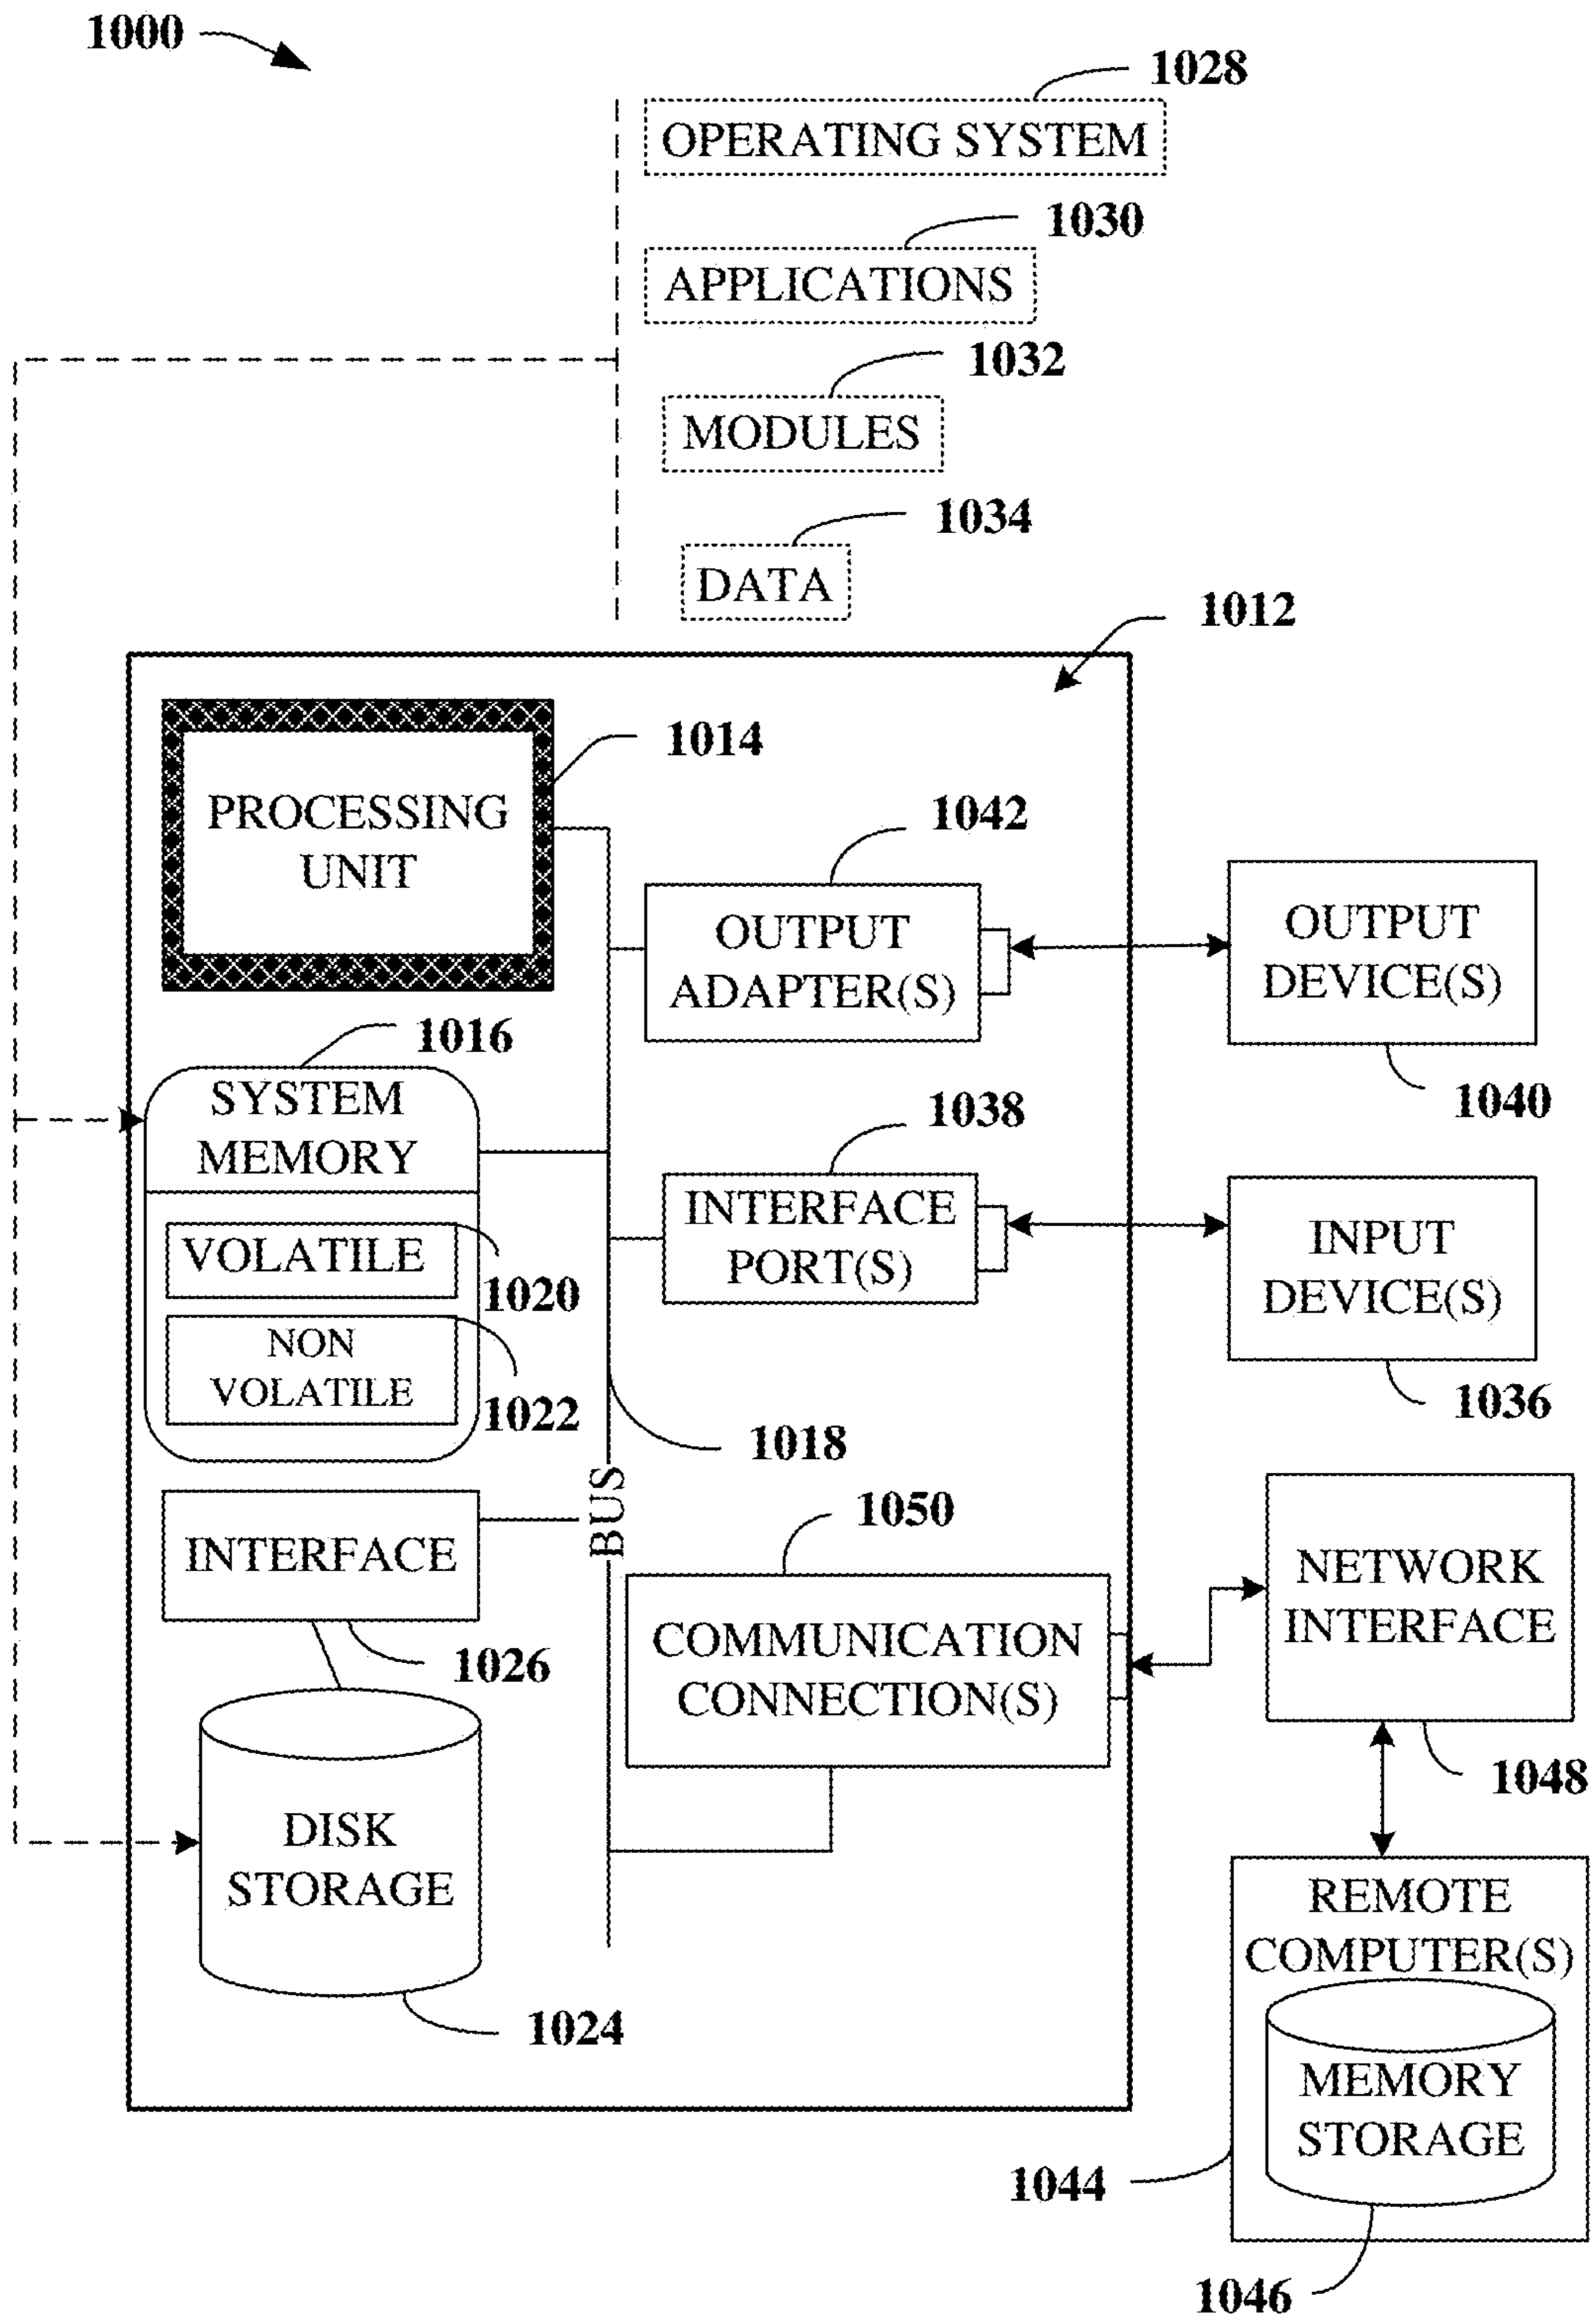 1000
1028
OPERATING SYSTEM
1030
APPLICATIONS
1032
MODULES
1034
DATA
1012
1014
PROCESSING
UNIT
1042
OUTPUT
ADAPTER(S)
OUTPUT
DEVICE(S)
1040
1016
SYSTEM
MEMORY
1038
INTERFACE
PORT(S)
INPUT
DEVICE(S)
1036
VOLATILE
1020
NON
VOLATILE
1022
1018
BUS
INTERFACE
1026
1050
COMMUNICATION
CONNECTION(S)
NETWORK
INTERFACE
1048
DISK
STORAGE
1024
REMOTE
COMPUTER(S)
MEMORY
STORAGE
1044
1046